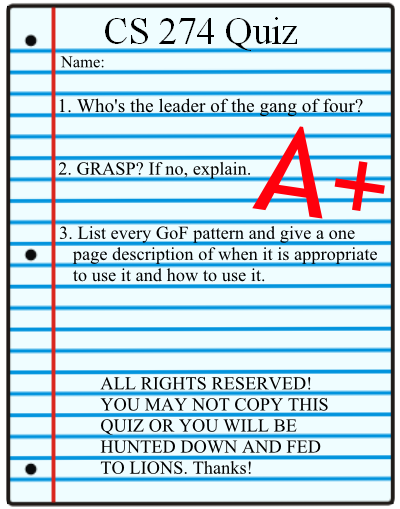 CS 274 Quiz
Name:
1. Who's the leader of the gang of four?
A+
2. GRASP? If no, explain.
3. List every GoF pattern and give a one
page description of when it is appropriate
to use it and how to use it.
ALL RIGHTS RESERVED!
YOU MAY NOT COPY THIS
QUIZ OR YOU WILL BE
HUNTED DOWN AND FED
TO LIONS. Thanks!